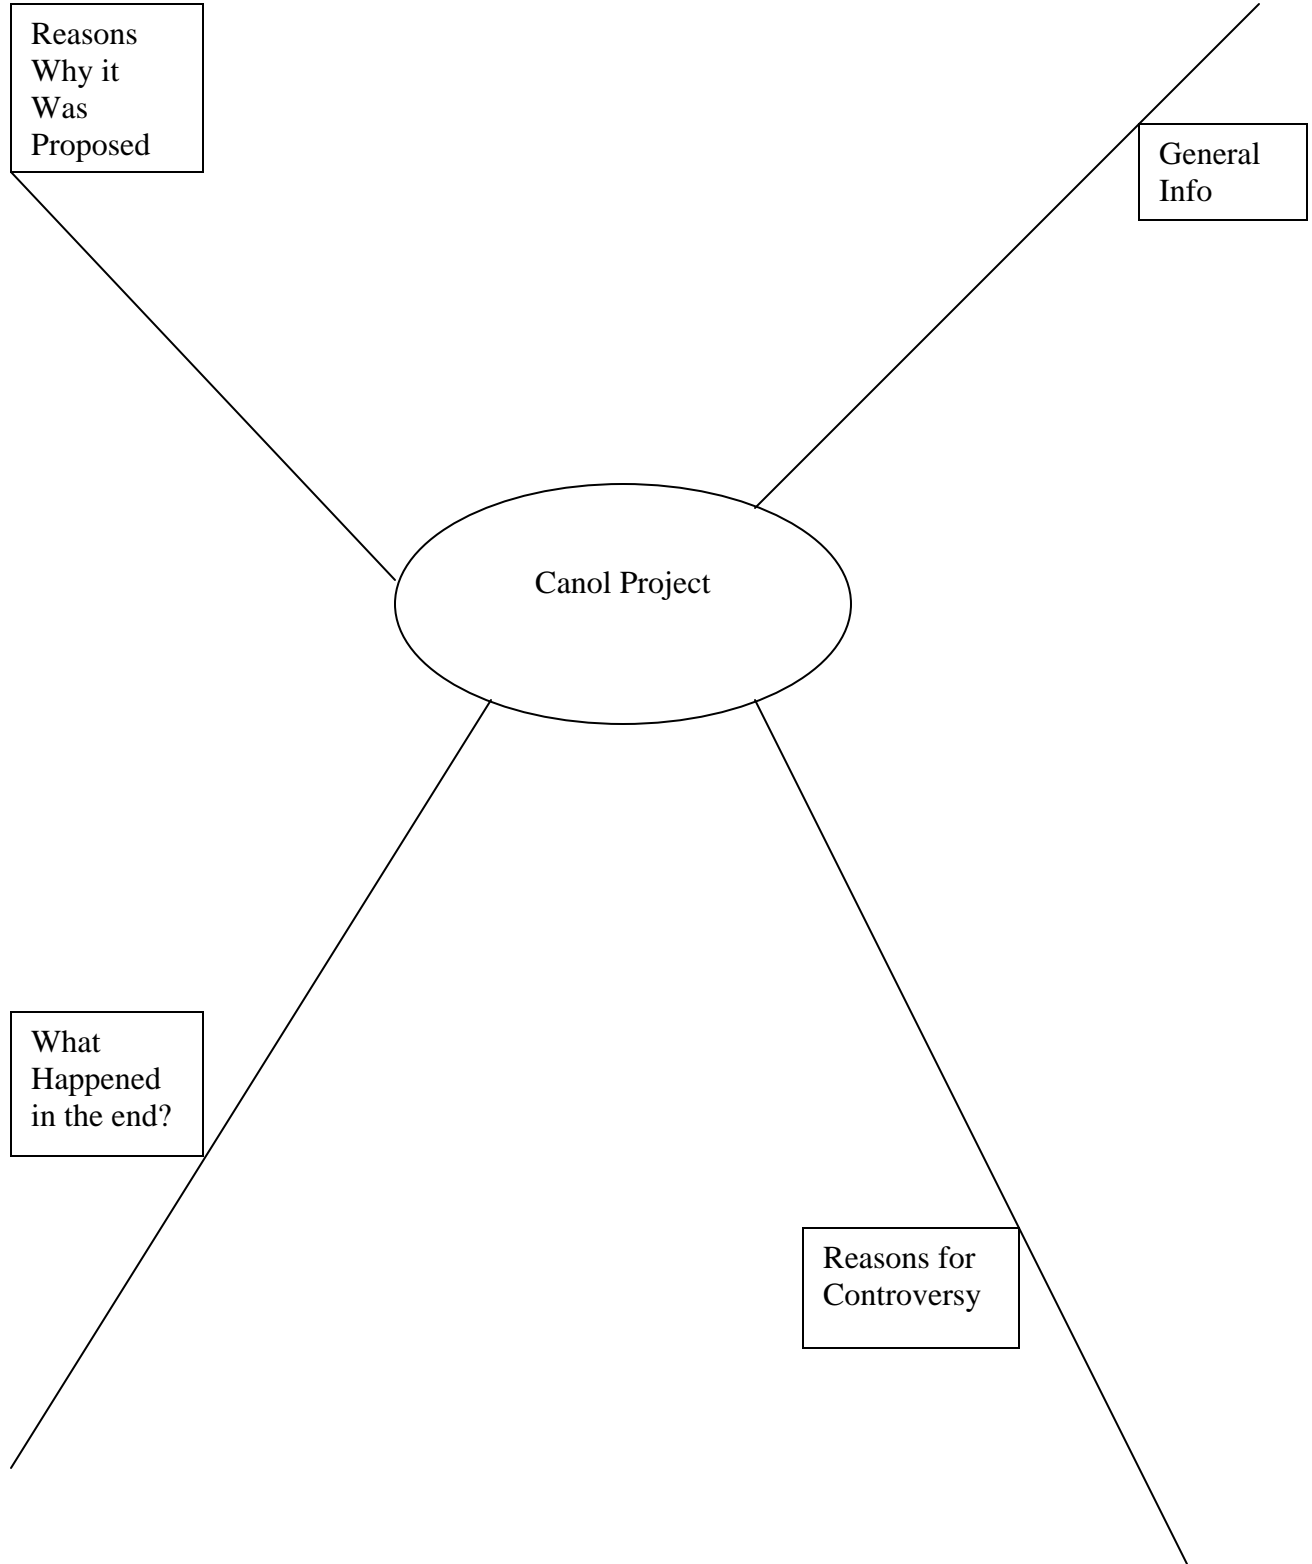 Reasons
Why it
Was
Proposed
General
Info
Canol Project
What
Happened
in the end?
Reasons for
Controversy